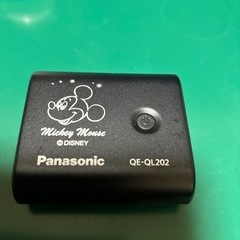 Mickey Mouse
© DISNEY
Panasonic QE-QL202